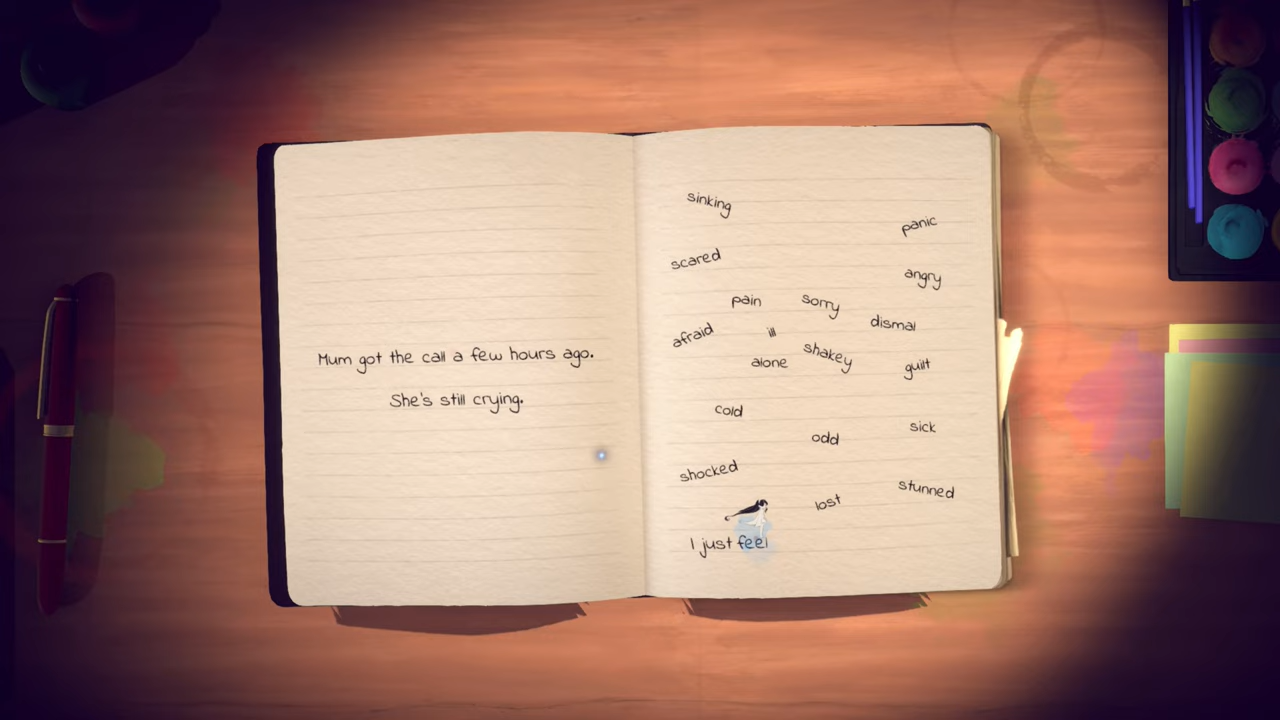 Mum got the call a few hours ago.
She's still crying.
sinking
panic
scared
angry
pain
sorry
dismal
afraid
ill
shakey
alone
guilt
cold
odd
sick
shocked
stunned
lost
I just feel